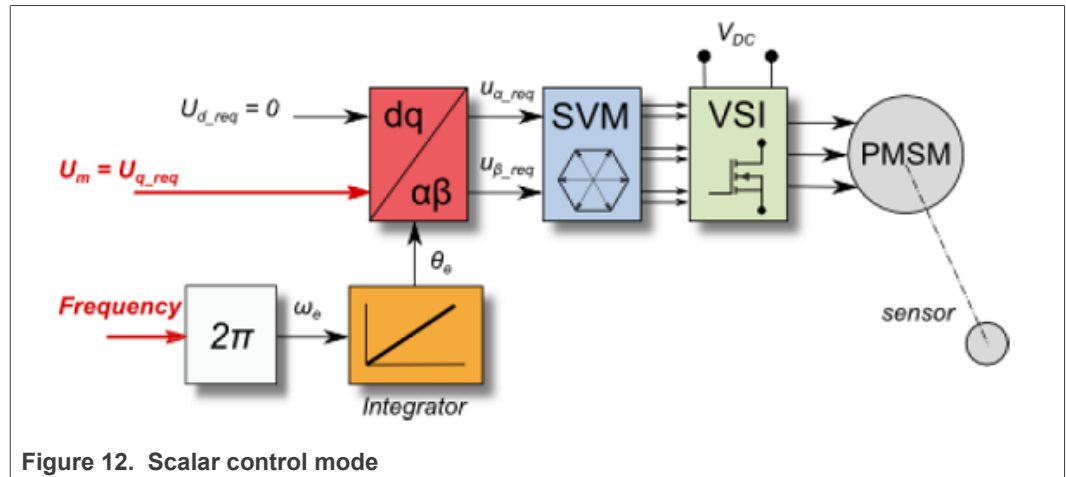 V_DC
U_d_req = 0
dq
αβ
u_α_req
u_β_req
SVM
VSI
PMSM
U_m = U_q_req
θ_e
Frequency
2π
ω_e
Integrator
sensor
Figure 12. Scalar control mode